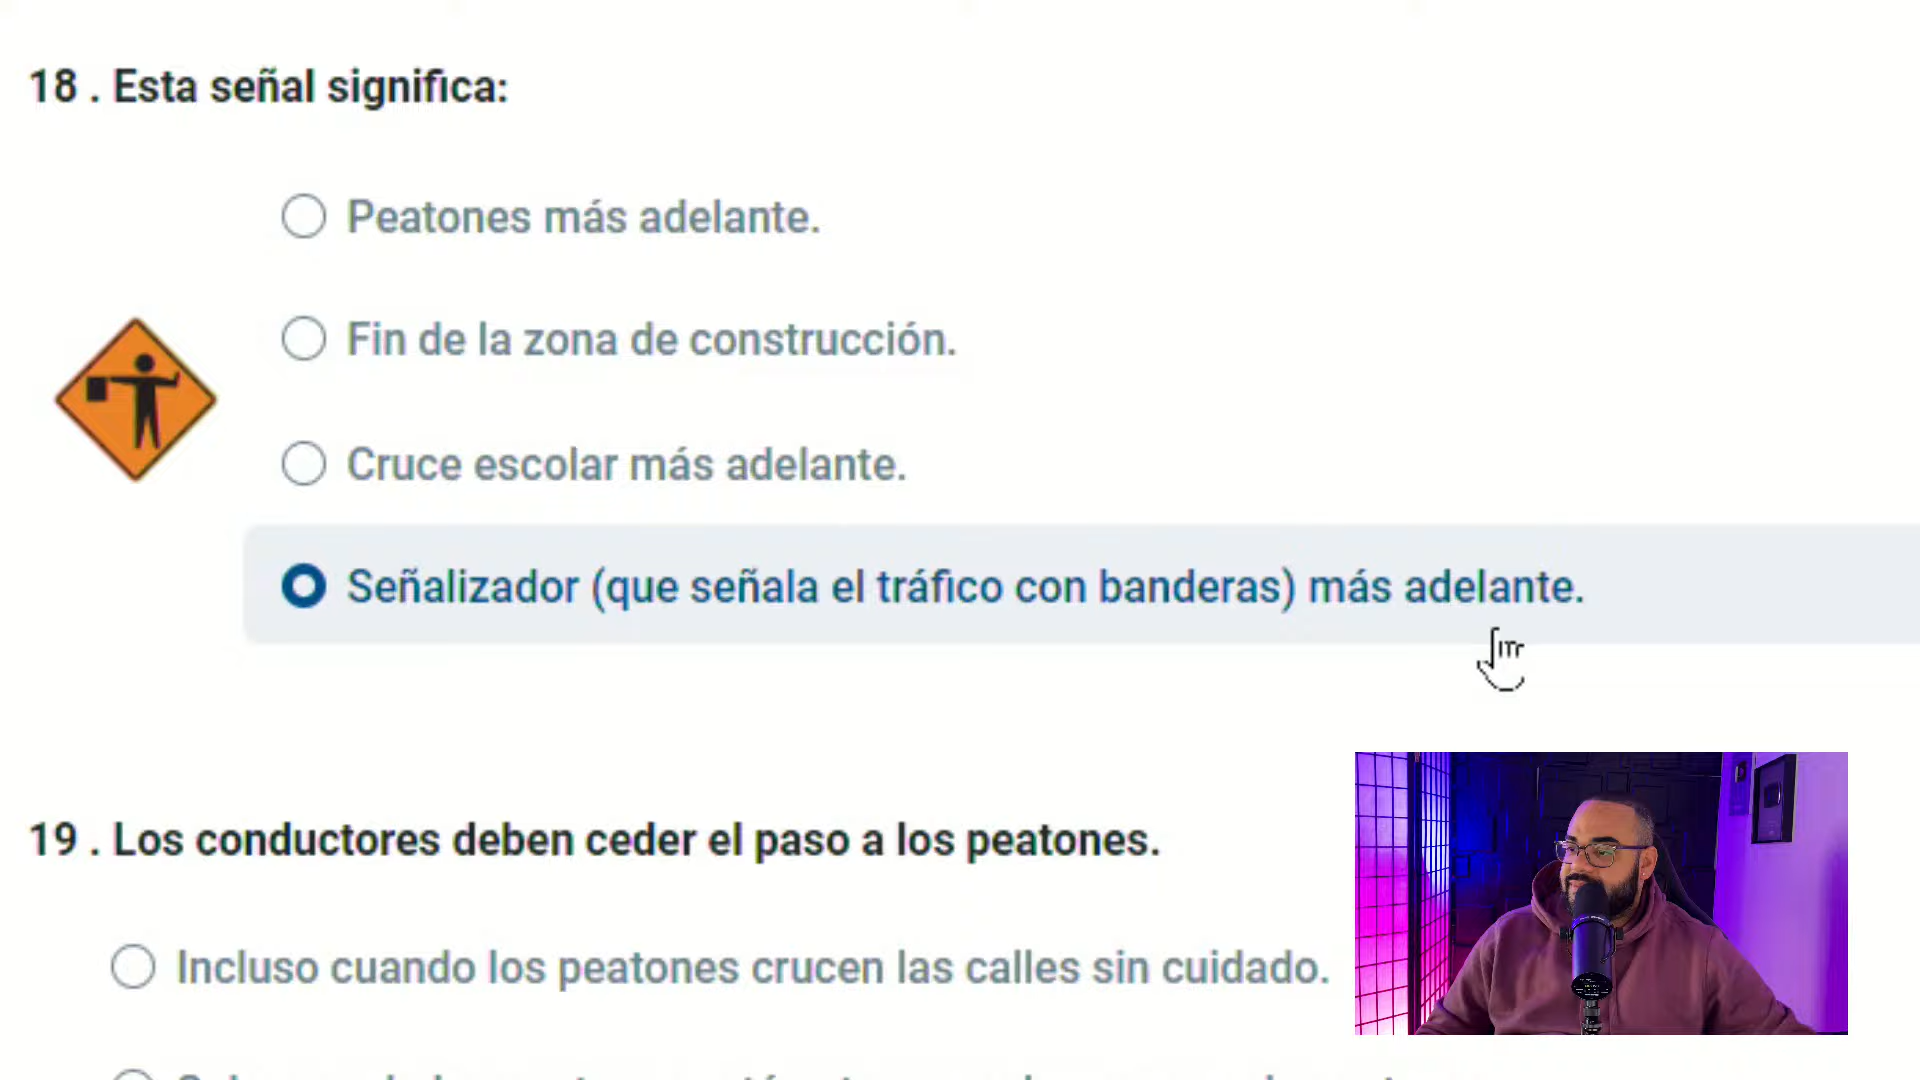 18 . Esta señal significa:
Peatones más adelante.
Fin de la zona de construcción.
Cruce escolar más adelante.
Señalizador (que señala el tráfico con banderas) más adelante.
19 . Los conductores deben ceder el paso a los peatones.
Incluso cuando los peatones crucen las calles sin cuidado.